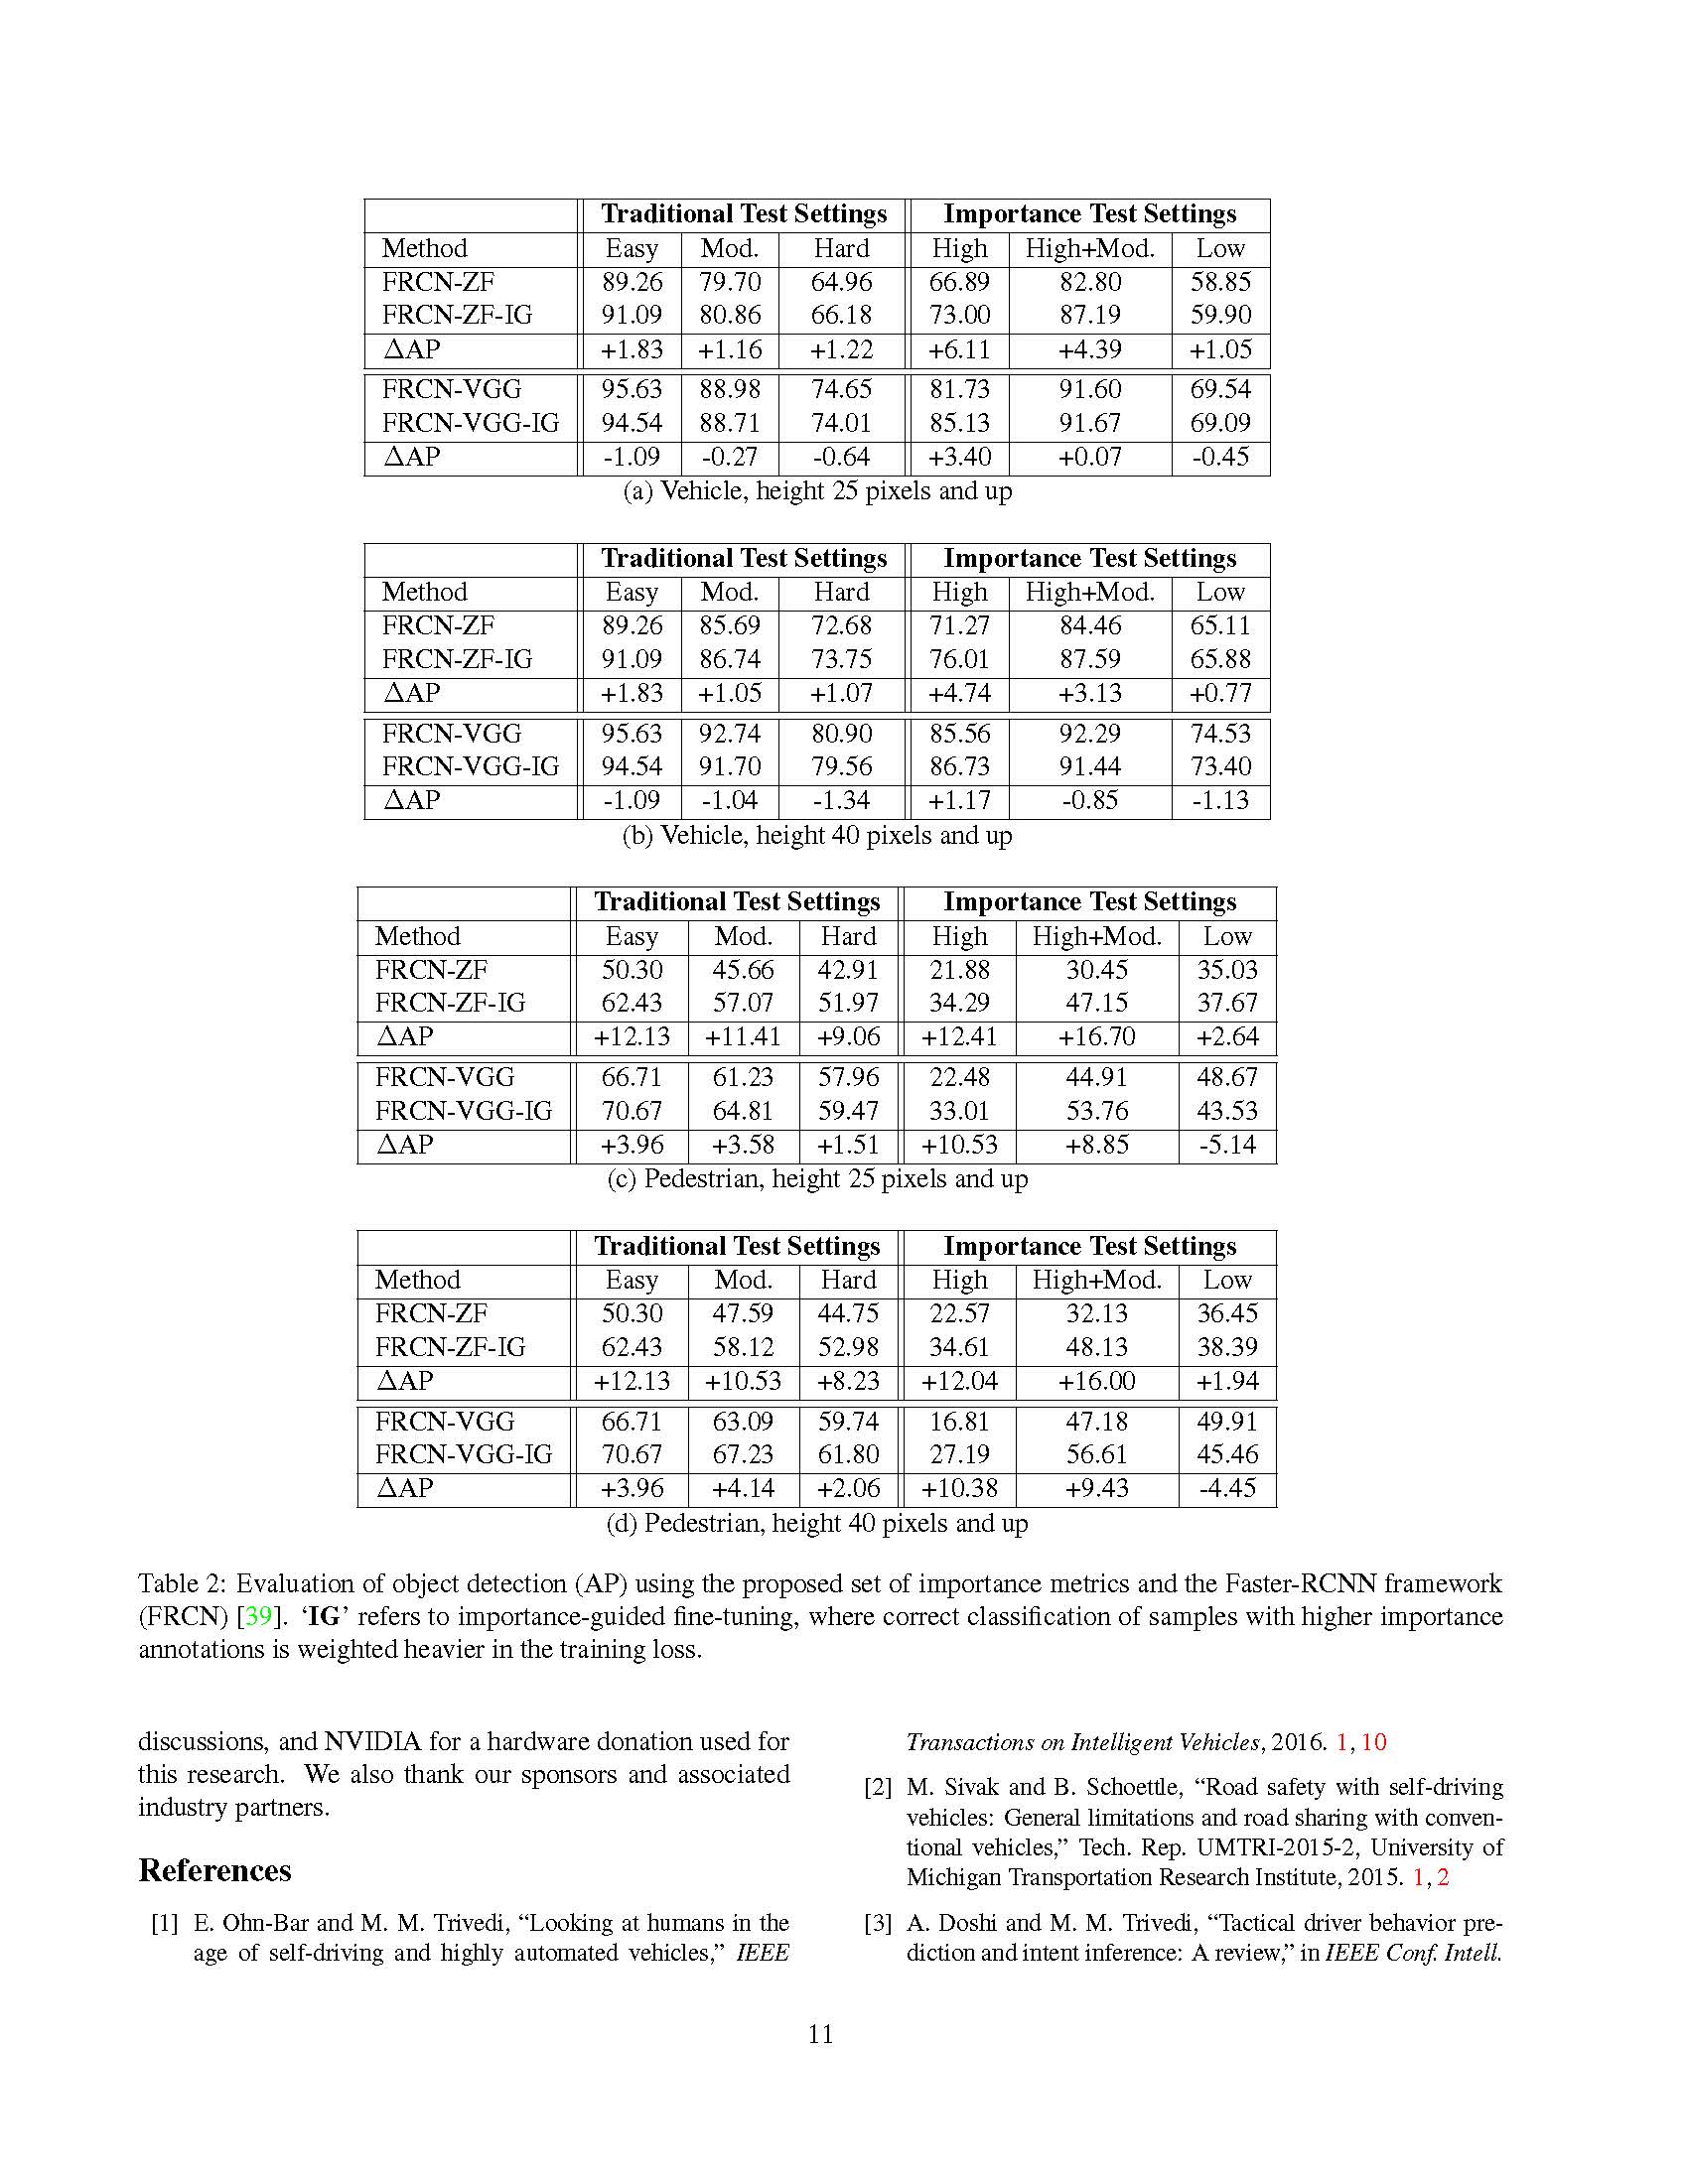 Traditional Test Settings Importance Test Settings
Method Easy Mod. Hard High High+Mod. Low
FRCN-ZF 89.26 79.70 64.96 66.89 82.80 58.85
FRCN-ZF-IG 91.09 80.86 66.18 73.00 87.19 59.90
ΔAP +1.83 +1.16 +1.22 +6.11 +4.39 +1.05
FRCN-VGG 95.63 88.98 74.65 81.73 91.60 69.54
FRCN-VGG-IG 94.54 88.71 74.01 85.13 91.67 69.09
ΔAP -1.09 -0.27 -0.64 +3.40 +0.07 -0.45
(a) Vehicle, height 25 pixels and up
Traditional Test Settings Importance Test Settings
Method Easy Mod. Hard High High+Mod. Low
FRCN-ZF 89.26 85.69 72.68 71.27 84.46 65.11
FRCN-ZF-IG 91.09 86.74 73.75 76.01 87.59 65.88
ΔAP +1.83 +1.05 +1.07 +4.74 +3.13 +0.77
FRCN-VGG 95.63 92.74 80.90 85.56 92.29 74.53
FRCN-VGG-IG 94.54 91.70 79.56 86.73 91.44 73.40
ΔAP -1.09 -1.04 -1.34 +1.17 -0.85 -1.13
(b) Vehicle, height 40 pixels and up
Traditional Test Settings Importance Test Settings
Method Easy Mod. Hard High High+Mod. Low
FRCN-ZF 50.30 45.66 42.91 21.88 30.45 35.03
FRCN-ZF-IG 62.43 57.07 51.97 34.29 47.15 37.67
ΔAP +12.13 +11.41 +9.06 +12.41 +16.70 +2.64
FRCN-VGG 66.71 61.23 57.96 22.48 44.91 48.67
FRCN-VGG-IG 70.67 64.81 59.47 33.01 53.76 43.53
ΔAP +3.96 +3.58 +1.51 +10.53 +8.85 -5.14
(c) Pedestrian, height 25 pixels and up
Traditional Test Settings Importance Test Settings
Method Easy Mod. Hard High High+Mod. Low
FRCN-ZF 50.30 47.59 44.75 22.57 32.13 36.45
FRCN-ZF-IG 62.43 58.12 52.98 34.61 48.13 38.39
ΔAP +12.13 +10.53 +8.23 +12.04 +16.00 +1.94
FRCN-VGG 66.71 63.09 59.74 16.81 47.18 49.91
FRCN-VGG-IG 70.67 67.23 61.80 27.19 56.61 45.46
ΔAP +3.96 +4.14 +2.06 +10.38 +9.43 -4.45
(d) Pedestrian, height 40 pixels and up
Table 2: Evaluation of object detection (AP) using the proposed set of importance metrics and the Faster-RCNN framework
(FRCN) [39]. ‘IG’ refers to importance-guided fine-tuning, where correct classification of samples with higher importance
annotations is weighted heavier in the training loss.
discussions, and NVIDIA for a hardware donation used for
this research. We also thank our sponsors and associated
industry partners.
References
[1] E. Ohn-Bar and M. M. Trivedi, “Looking at humans in the
age of self-driving and highly automated vehicles,” IEEE
Transactions on Intelligent Vehicles, 2016. 1, 10
[2] M. Sivak and B. Schoettle, “Road safety with self-driving
vehicles: General limitations and road sharing with conven-
tional vehicles,” Tech. Rep. UMTRI-2015-2, University of
Michigan Transportation Research Institute, 2015. 1, 2
[3] A. Doshi and M. M. Trivedi, “Tactical driver behavior pre-
diction and intent inference: A review,” in IEEE Conf. Intell.
11